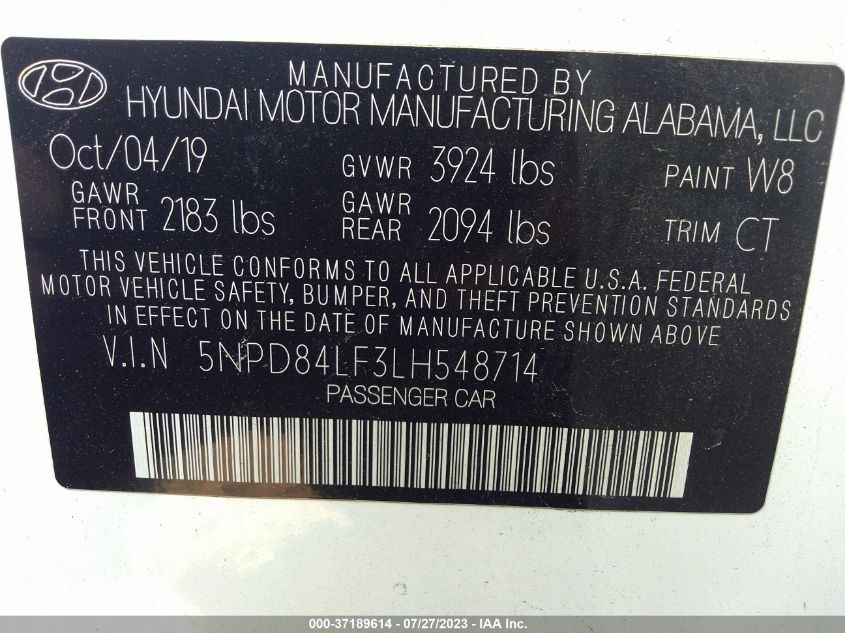 MANUFACTURED BY
HYUNDAI MOTOR MANUFACTURING ALABAMA, LLC
Oct/04/19 GVWR 3924 lbs PAINT W8
GAWR FRONT 2183 lbs GAWR REAR 2094 lbs TRIM CT
THIS VEHICLE CONFORMS TO ALL APPLICABLE U.S.A. FEDERAL
MOTOR VEHICLE SAFETY, BUMPER, AND THEFT PREVENTION STANDARDS
IN EFFECT ON THE DATE OF MANUFACTURE SHOWN ABOVE
V.I.N 5NPD84LF3LH548714
PASSENGER CAR
000-37189614 - 07/27/2023 - IAA Inc.